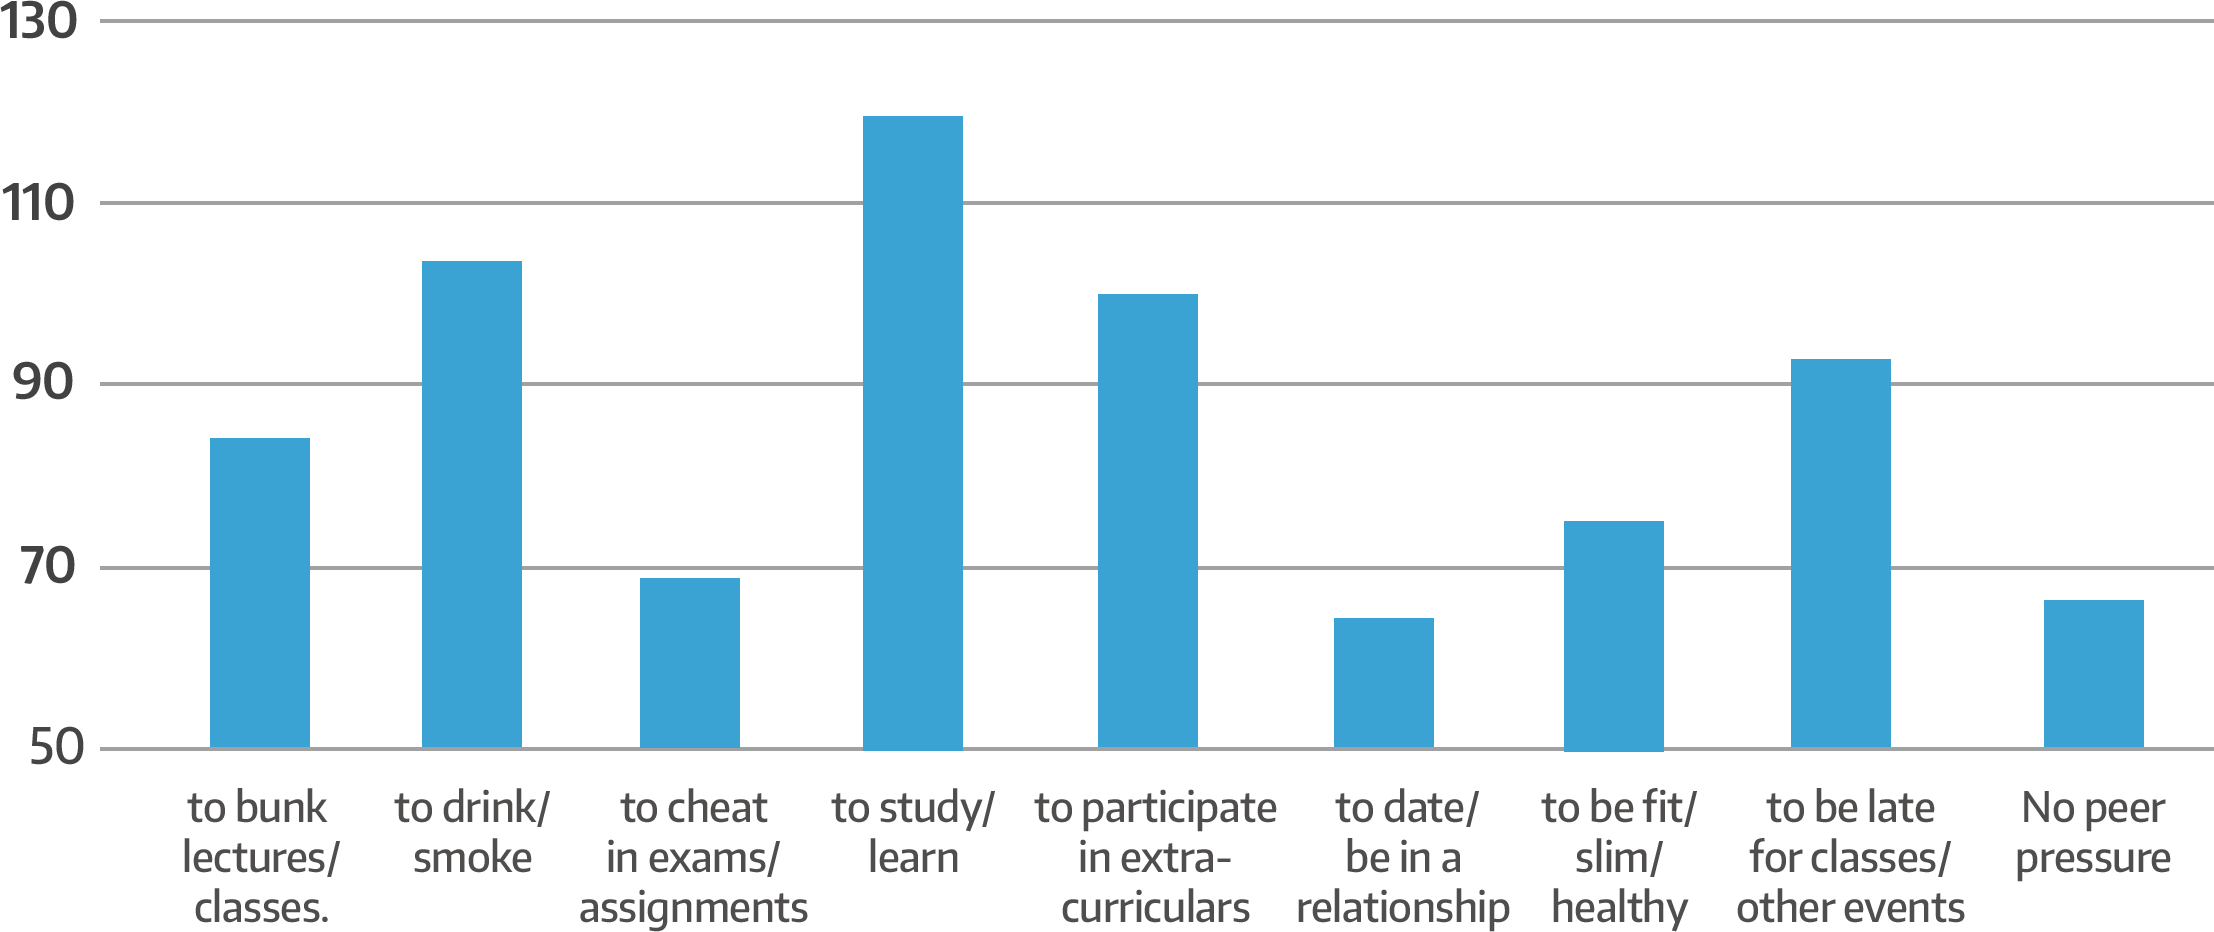 130
110
90
70
50
to bunk
lectures/
classes.
to drink/
smoke
to cheat
in exams/
assignments
to study/
learn
to participate
in extra-
curriculars
to date/
be in a
relationship
to be fit/
slim/
healthy
to be late
for classes/
other events
No peer
pressure